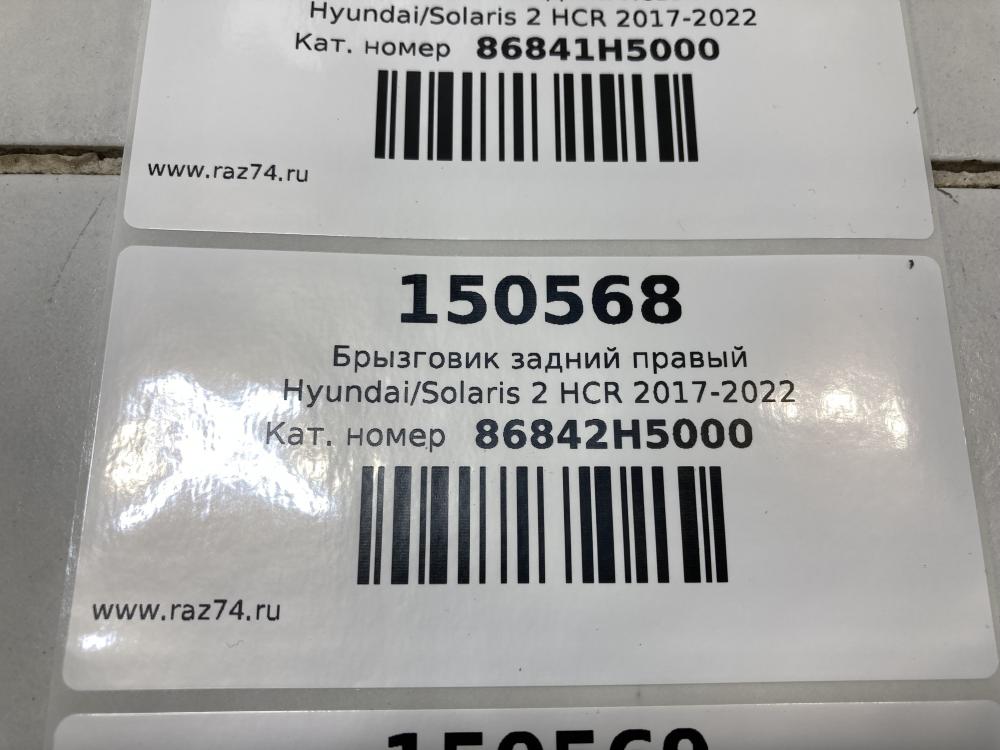 Hyundai/Solaris 2 HCR 2017-2022
Кат. номер 86841H5000
www.raz74.ru
150568
Брызговик задний правый
Hyundai/Solaris 2 HCR 2017-2022
Кат. номер 86842H5000
www.raz74.ru
150569